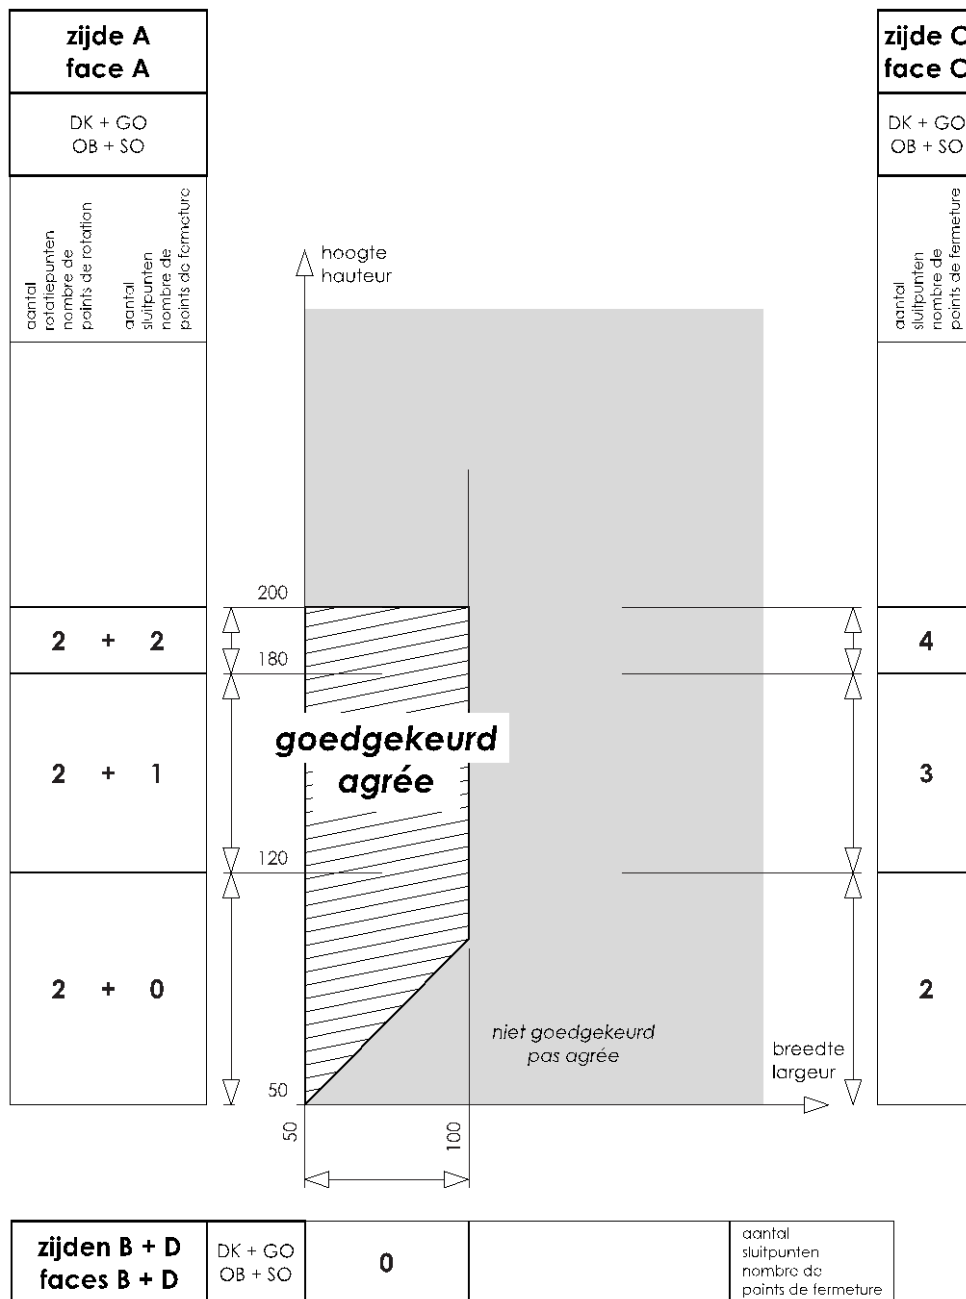 zijde A
face A
DK + GO
OB + SO
aantal
rotatiepunten
nombre de
points de rotation
aantal
sluitpunten
nombre de
points de fermeture
zijde C
face C
DK + GO
OB + SO
aantal
sluitpunten
nombre de
points de fermeture
hoogte
hauteur
200
2 + 2
4
180
goedgekeurd
agrée
2 + 1
3
120
2 + 0
2
niet goedgekeurd
pas agrée
breedte
largeur
50
50
100
zijden B + D
faces B + D
DK + GO
OB + SO
0
aantal
sluitpunten
nombre de
points de fermeture